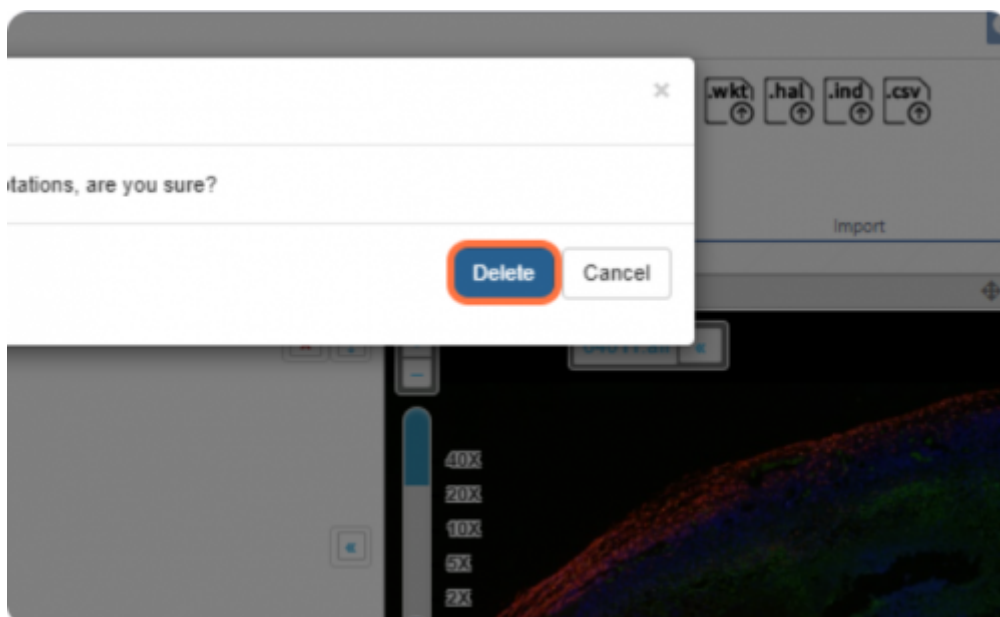 .wkt .hal .ind .csv
tations, are you sure?
Import
Delete Cancel
40X
20X
10X
5X
2X